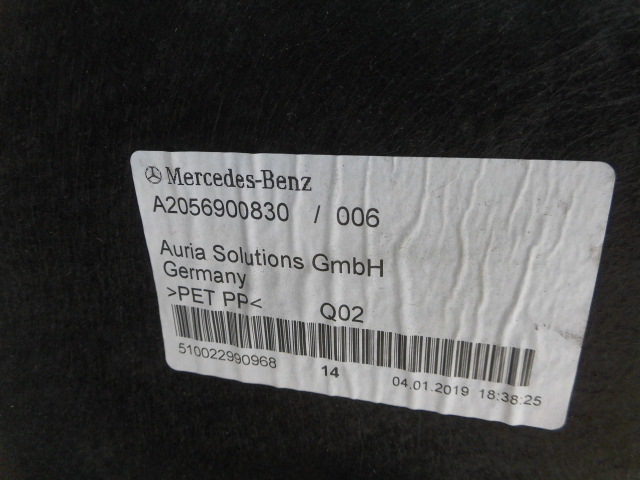 Mercedes-Benz
A2056900830 / 006
Auria Solutions GmbH
Germany
>PET PP< Q02
510022990968 14 04.01.2019 18:38:25